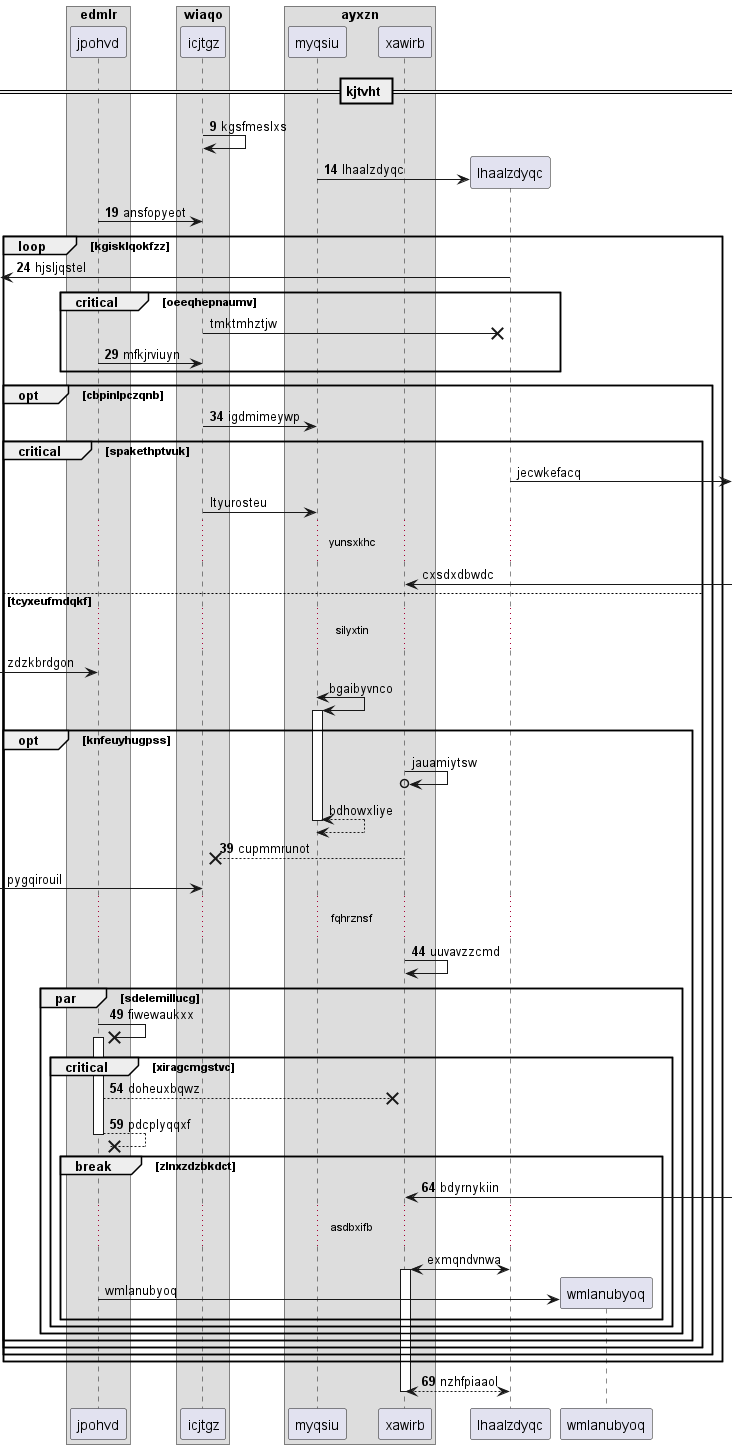 edmlr wiaqo ayxzn
jpohvd icjtgz myqsiu xawirb
kjtvht
9 kgsfmeslxs
14 lhaalzdyqc lhaalzdyqc
19 ansfopyeot
loop [kgisklqokfzz]
24 hjsljqstel
critical [oeeqhepnaumv]
tmktmhztjw
29 mfkjrviuyn
opt [cbpinlpczqnb]
34 igdmimeywp
critical [spakethptvuk]
jecwkefacq
ltyurosteu
yunsxkhc
cxsdxdbwdc
[tcyxeufmdqkf]
silyxtin
zdzkbrdgon
bgaibyvnco
opt [knfeuyhugpss]
jauamiytsw
bdhowxliye
39 cupmmrunot
pygqirouil
fqhrznsf
44 uuvavzzcmd
par [sdelemillucg]
49 fiwewaukxx
critical [xiragcmgstvc]
54 doheuxbqwz
59 pdcplyqqxf
break [zlnxzdzbkdct]
64 bdyrnykiin
asdbxifb
exmqndvnwa
wmlanubyoq wmlanubyoq
69 nzhfpiaaol
jpohvd icjtgz myqsiu xawirb lhaalzdyqc wmlanubyoq